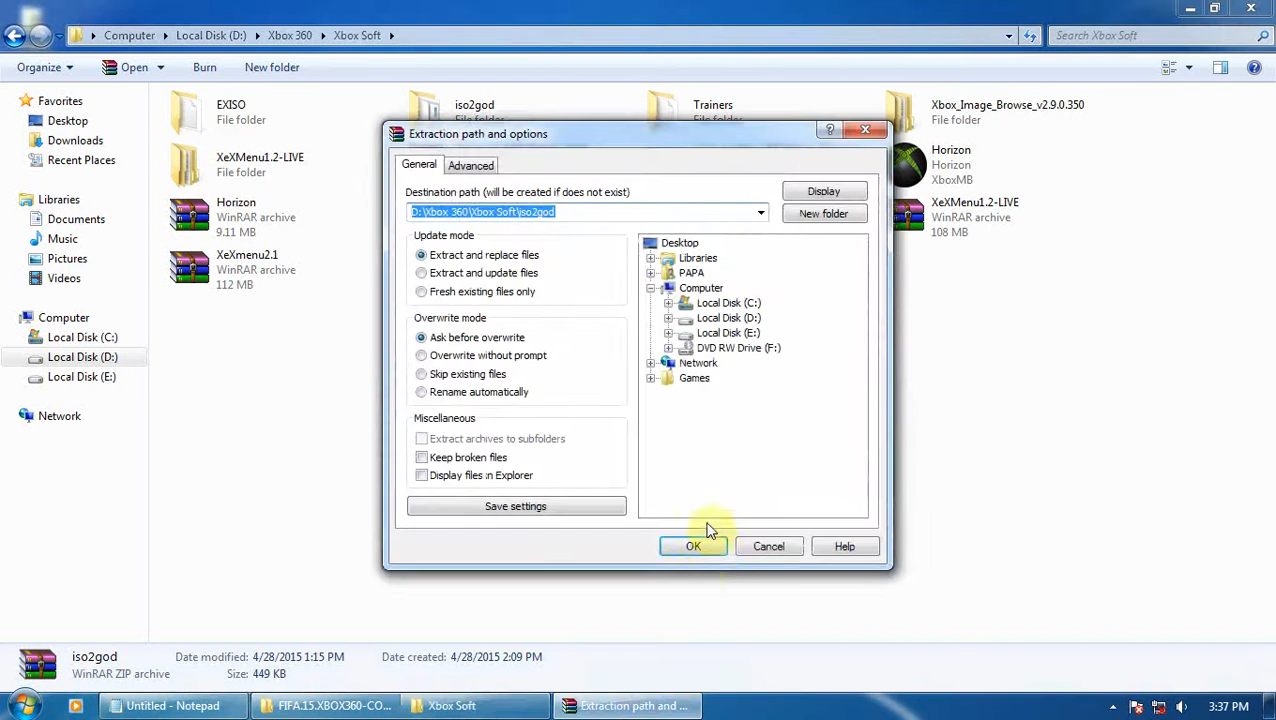 Computer ▸ Local Disk (D:) ▸ Xbox 360 ▸ Xbox Soft ▸
Search Xbox Soft
Organize Open Burn New folder
Favorites
Desktop
Downloads
Recent Places
Libraries
Documents
Music
Pictures
Videos
Computer
Local Disk (C:)
Local Disk (D:)
Local Disk (E:)
Network
EXISO
File folder
iso2god
File folder
Trainers
File folder
Xbox_Image_Browse_v2.9.0.350
File folder
XeXMenu1.2-LIVE
File folder
Horizon
XboxMB
Horizon
WinRAR archive
9.11 MB
XeXMenu1.2-LIVE
WinRAR archive
108 MB
XeXmenu2.1
WinRAR archive
112 MB
Extraction path and options
General Advanced
Destination path (will be created if does not exist)
Display
D:\Xbox 360\Xbox Soft\iso2god
New folder
Update mode
Extract and replace files
Extract and update files
Fresh existing files only
Overwrite mode
Ask before overwrite
Overwrite without prompt
Skip existing files
Rename automatically
Miscellaneous
Extract archives to subfolders
Keep broken files
Display files in Explorer
Save settings
Desktop
Libraries
PAPA
Computer
Local Disk (C:)
Local Disk (D:)
Local Disk (E:)
DVD RW Drive (F:)
Network
Games
OK Cancel Help
iso2god Date modified: 4/28/2015 1:15 PM Date created: 4/28/2015 2:09 PM
WinRAR ZIP archive Size: 449 KB
Untitled - Notepad FIFA.15.XBOX360-CO... Xbox Soft Extraction path and ... 3:37 PM